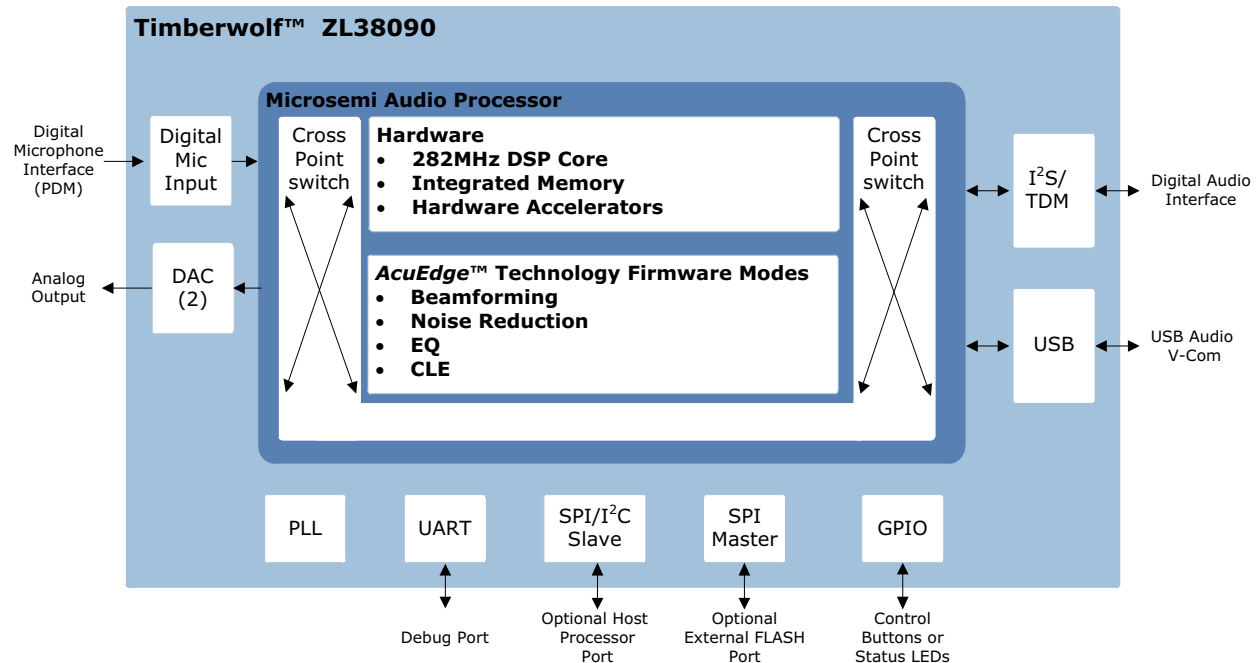 Timberwolf™ ZL38090
Microsemi Audio Processor
Digital
Microphone
Interface
(PDM)
Digital
Mic
Input
Cross
Point
switch
Hardware
• 282MHz DSP Core
• Integrated Memory
• Hardware Accelerators
Cross
Point
switch
I²S/
TDM
Digital Audio
Interface
Analog
Output
DAC
(2)
AcuEdge™ Technology Firmware Modes
• Beamforming
• Noise Reduction
• EQ
• CLE
USB
USB Audio
V-Com
PLL
UART
SPI/I²C
Slave
SPI
Master
GPIO
Debug Port
Optional Host
Processor
Port
Optional
External FLASH
Port
Control
Buttons or
Status LEDs